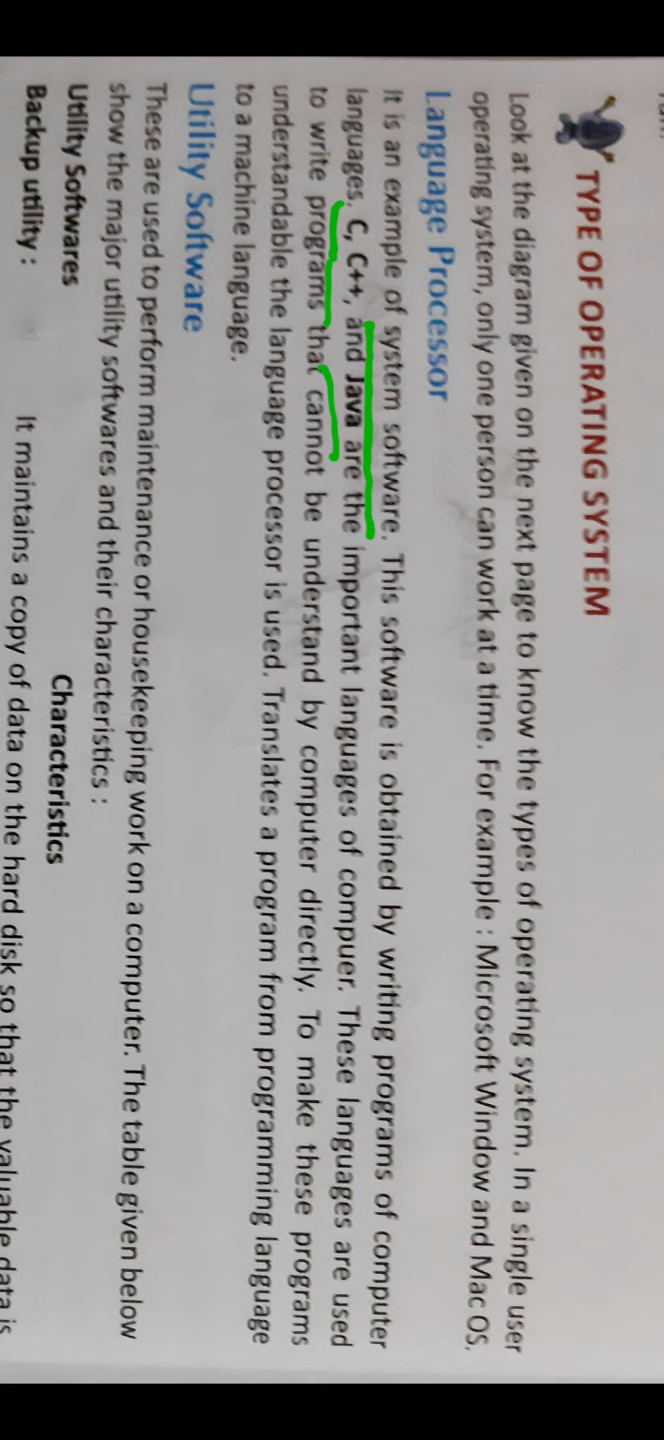 TYPE OF OPERATING SYSTEM
Look at the diagram given on the next page to know the types of operating system. In a single user
operating system, only one person can work at a time. For example : Microsoft Window and Mac OS.
Language Processor
It is an example of system software. This software is obtained by writing programs of computer
languages. C, C++, and Java are the important languages of compuer. These languages are used
to write programs that cannot be understand by computer directly. To make these programs
understandable the language processor is used. Translates a program from programming language
to a machine language.
Utility Software
These are used to perform maintenance or housekeeping work on a computer. The table given below
show the major utility softwares and their characteristics :
Utility Softwares Characteristics
Backup utility : It maintains a copy of data on the hard disk so that the valuable data is